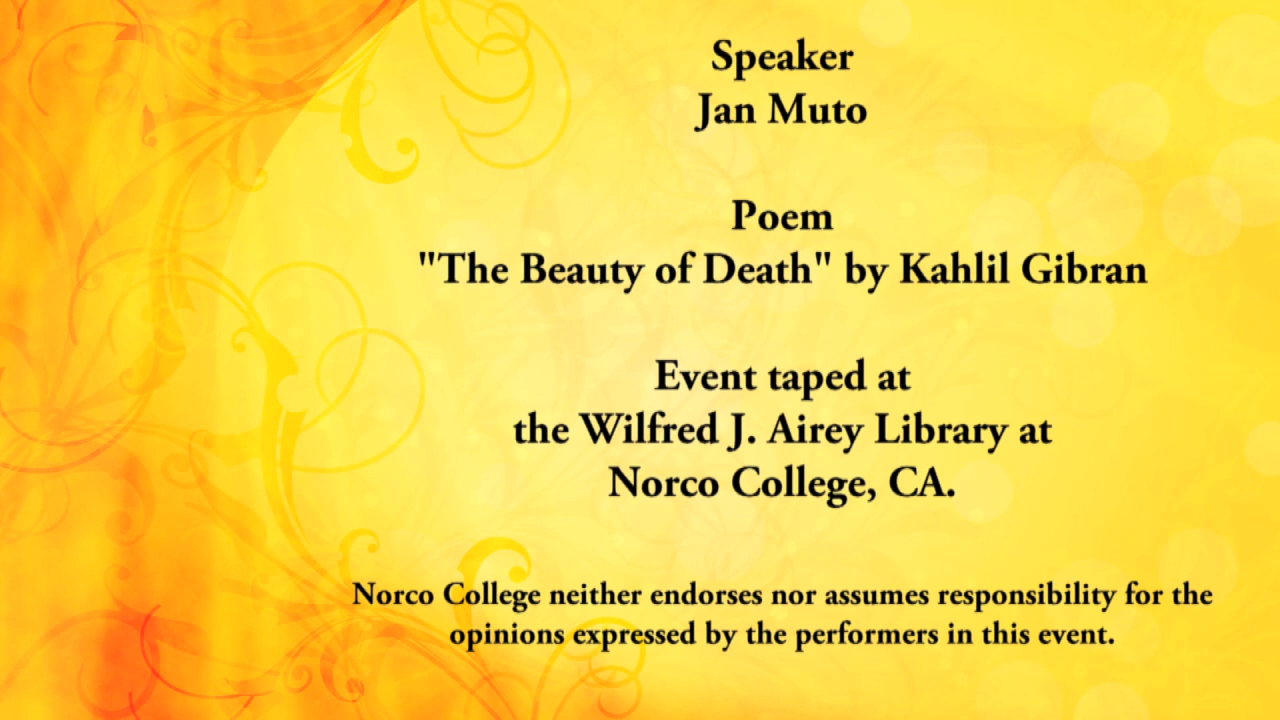 Speaker
Jan Muto
Poem
"The Beauty of Death" by Kahlil Gibran
Event taped at
the Wilfred J. Airey Library at
Norco College, CA.
Norco College neither endorses nor assumes responsibility for the
opinions expressed by the performers in this event.